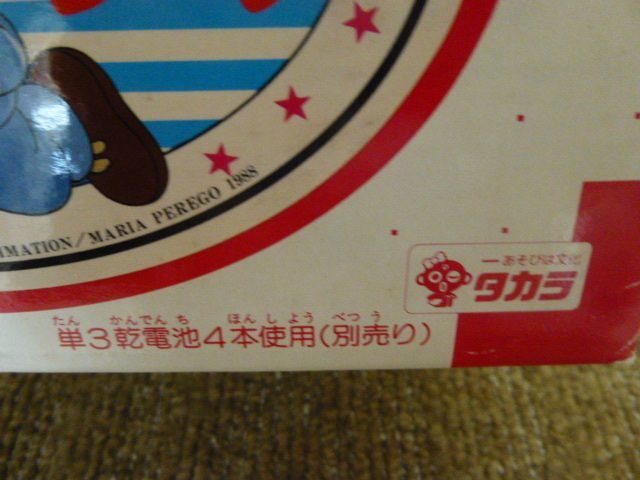 NIMATION/MARIA PEREGO 1988
あそびは文化
タカラ
たん かんでんち ほんしよう べつう
単3乾電池4本使用(別売り)